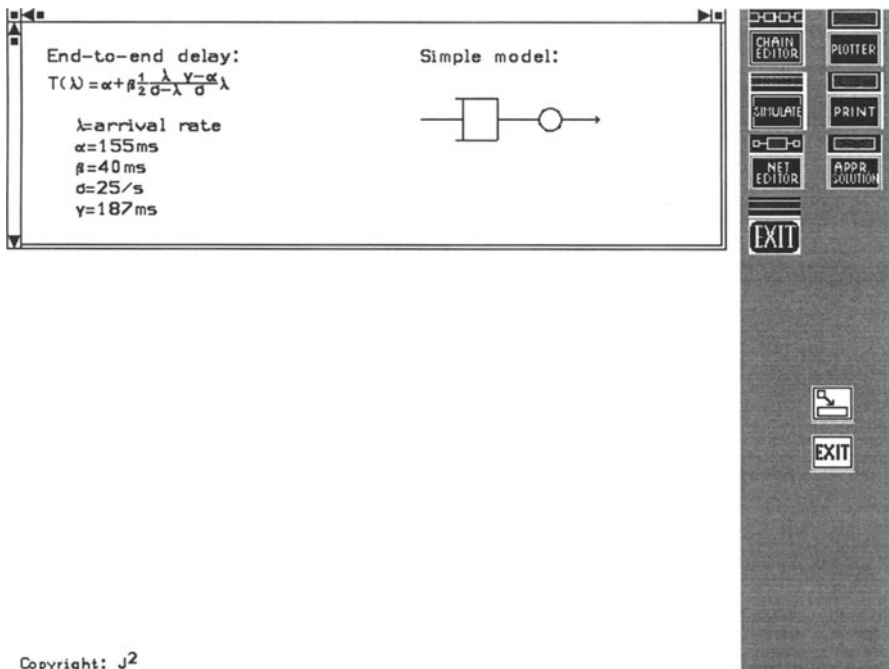 End-to-end delay:
T(λ)=α+β 1/2 λ/(σ-λ) (γ-α)/σ λ
λ=arrival rate
α=155ms
β=40ms
σ=25/s
γ=187ms
Simple model:
CHAIN EDITOR
PLOTTER
SIMULATE
PRINT
NET EDITOR
APPR. SOLUTION
EXIT
EXIT
Copyright: J²